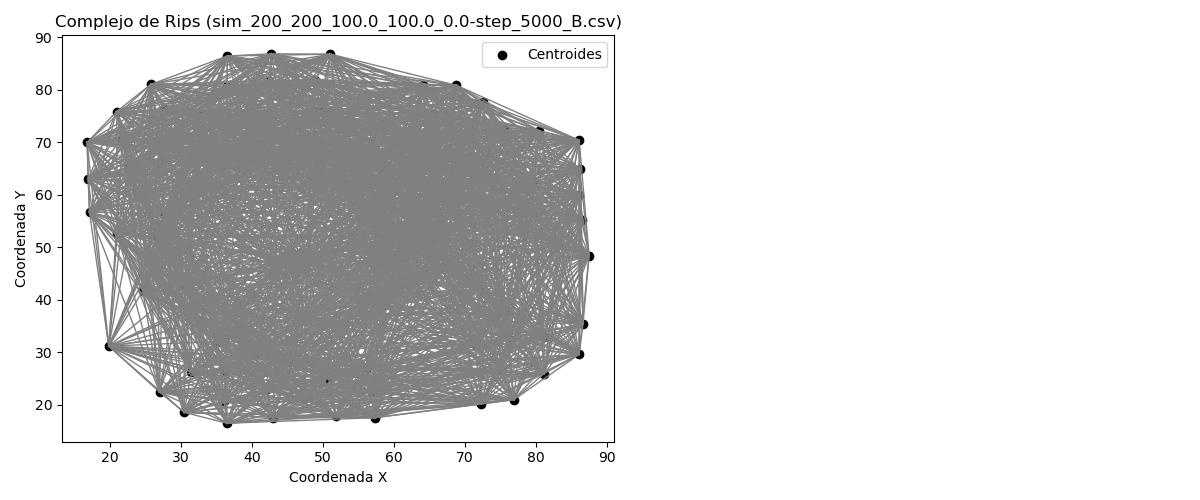 Complejo de Rips (sim_200_200_100.0_100.0_0.0-step_5000_B.csv)
Centroides
Coordenada Y
90
80
70
60
50
40
30
20
20 30 40 50 60 70 80 90
Coordenada X